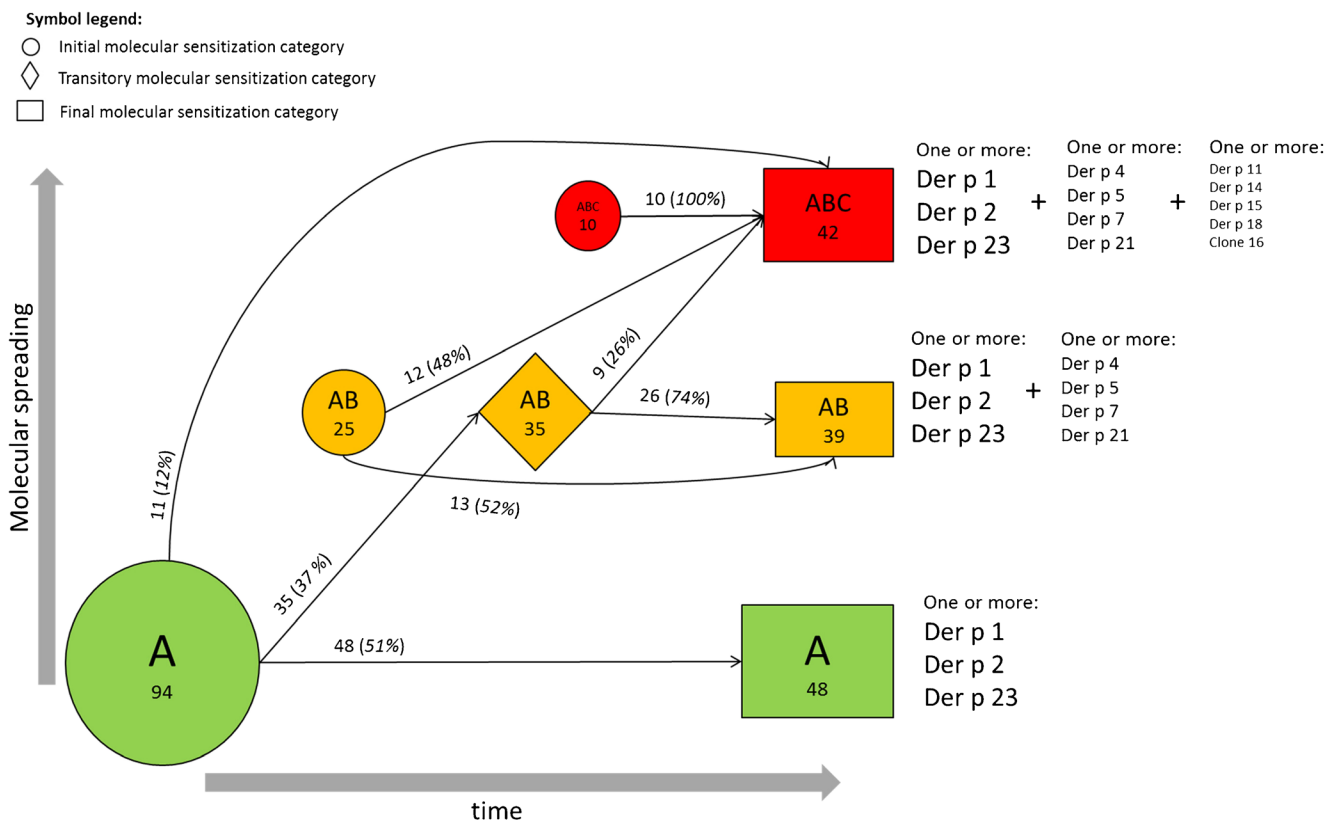 Symbol legend:
Initial molecular sensitization category
Transitory molecular sensitization category
Final molecular sensitization category
Molecular spreading
time
A
94
11 (12%)
35 (37 %)
48 (51%)
AB
25
12 (48%)
13 (52%)
AB
35
9 (26%)
26 (74%)
ABC
10
10 (100%)
ABC
42
One or more:
Der p 1
Der p 2
Der p 23
+
One or more:
Der p 4
Der p 5
Der p 7
Der p 21
+
One or more:
Der p 11
Der p 14
Der p 15
Der p 18
Clone 16
AB
39
One or more:
Der p 1
Der p 2
Der p 23
+
One or more:
Der p 4
Der p 5
Der p 7
Der p 21
A
48
One or more:
Der p 1
Der p 2
Der p 23